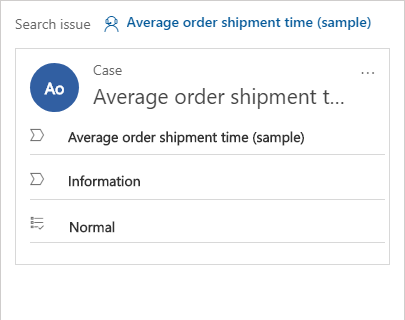 Search issue Average order shipment time (sample)
Case
...
Ao
Average order shipment t...
Average order shipment time (sample)
Information
Normal